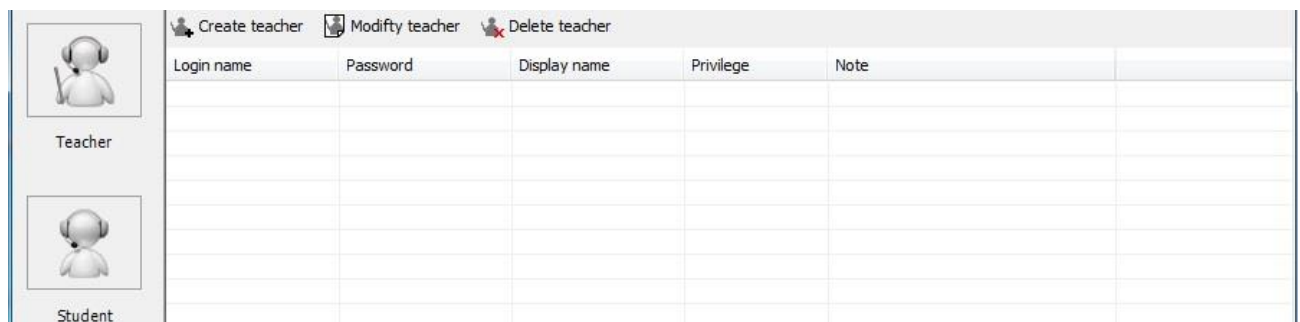 Create teacher Modifty teacher Delete teacher
Login name Password Display name Privilege Note
Teacher
Student